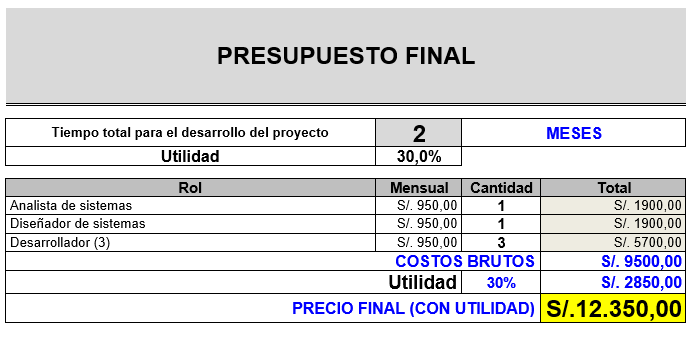 PRESUPUESTO FINAL
Tiempo total para el desarrollo del proyecto 2 MESES
Utilidad 30,0%
Rol Mensual Cantidad Total
Analista de sistemas S/. 950,00 1 S/. 1900,00
Diseñador de sistemas S/. 950,00 1 S/. 1900,00
Desarrollador (3) S/. 950,00 3 S/. 5700,00
COSTOS BRUTOS S/. 9500,00
Utilidad 30% S/. 2850,00
PRECIO FINAL (CON UTILIDAD) S/.12.350,00